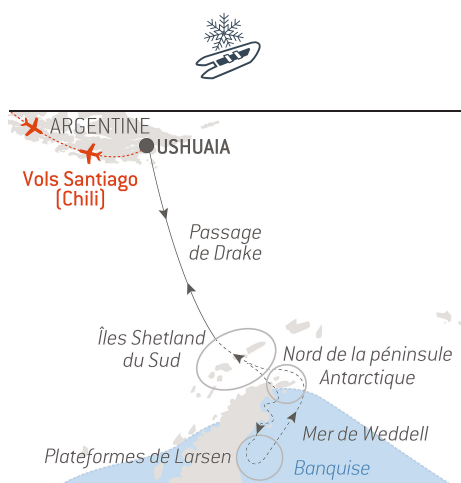 ARGENTINE
USHUAIA
Vols Santiago
(Chili)
Passage
de Drake
Îles Shetland
du Sud
Nord de la péninsule
Antarctique
Mer de Weddell
Plateformes de Larsen
Banquise